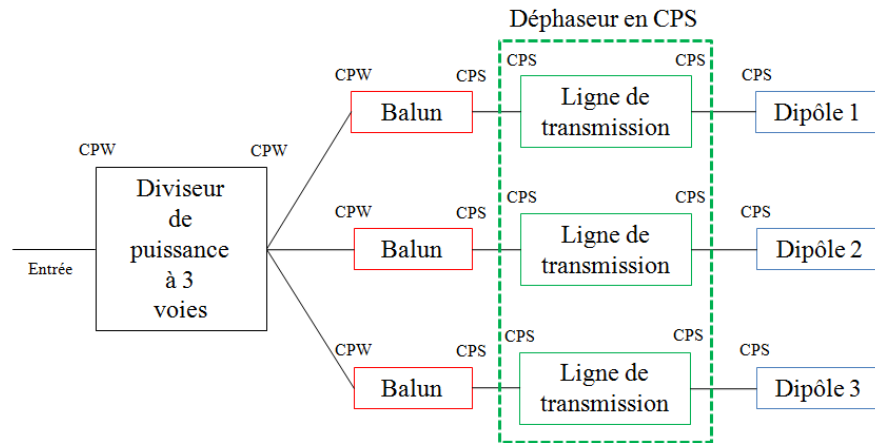 Déphaseur en CPS
CPW
CPS
CPS
CPS
CPS
Balun
Ligne de
transmission
Dipôle 1
CPW
CPW
Diviseur
de
puissance
à 3
voies
Entrée
CPW
CPS
CPS
CPS
CPS
Balun
Ligne de
transmission
Dipôle 2
CPW
CPS
CPS
CPS
CPS
Balun
Ligne de
transmission
Dipôle 3